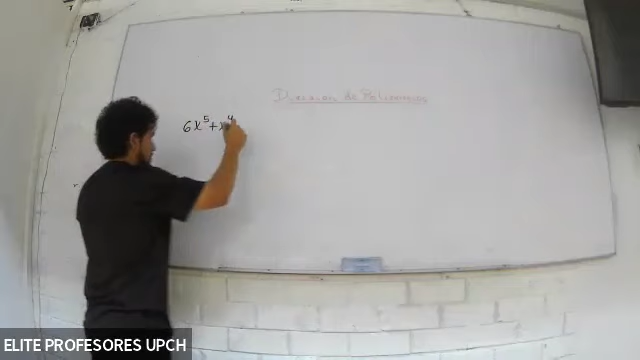 División de Polinomios
6x⁵+x⁴
ELITE PROFESORES UPCH